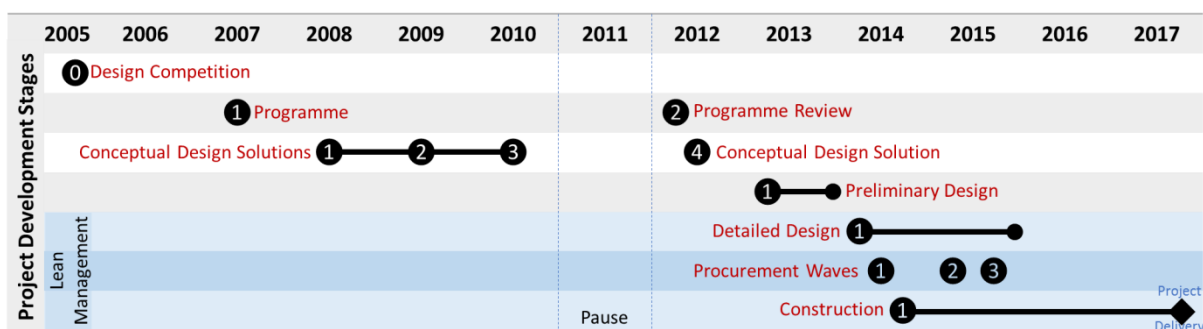 2005 2006 2007 2008 2009 2010 2011 2012 2013 2014 2015 2016 2017
Project Development Stages
0 Design Competition
1 Programme 2 Programme Review
Conceptual Design Solutions 1 2 3 4 Conceptual Design Solution
1 Preliminary Design
Lean
Management
Detailed Design 1
Procurement Waves 1 2 3
Project
Construction 1
Pause Delivery